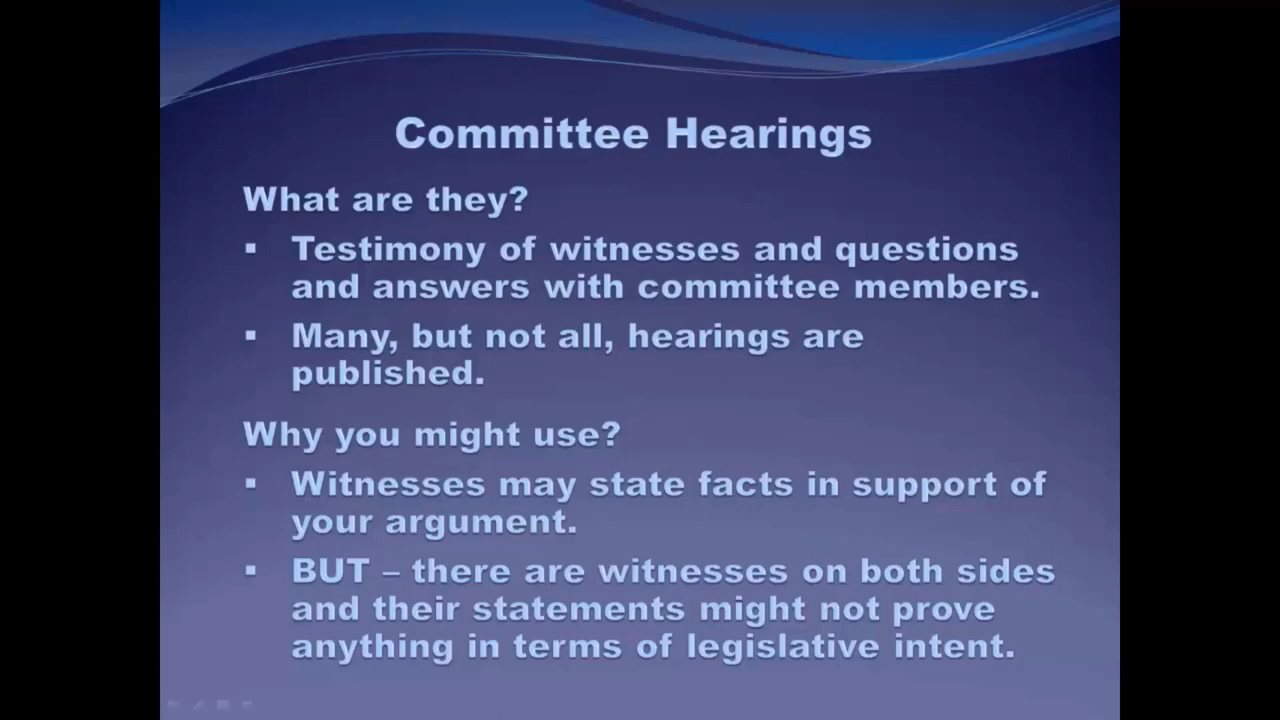 Committee Hearings
What are they?
▪ Testimony of witnesses and questions
and answers with committee members.
▪ Many, but not all, hearings are
published.
Why you might use?
▪ Witnesses may state facts in support of
your argument.
▪ BUT – there are witnesses on both sides
and their statements might not prove
anything in terms of legislative intent.